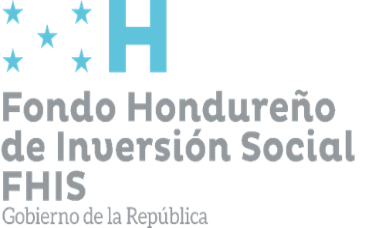 H
Fondo Hondureño
de Inversión Social
FHIS
Gobierno de la República